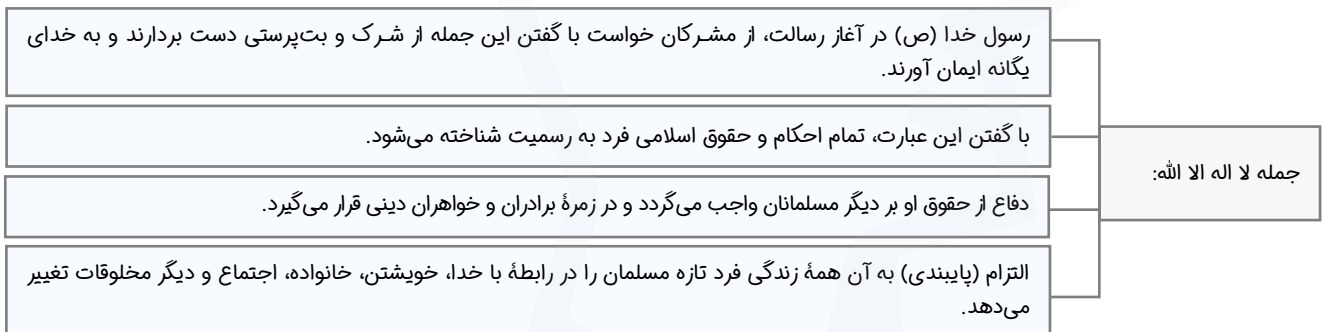 جمله لا اله الا الله:
رسول خدا (ص) در آغاز رسالت، از مشرکان خواست با گفتن این جمله از شرک و بت‌پرستی دست بردارند و به خدای
یگانه ایمان آورند.
با گفتن این عبارت، تمام احکام و حقوق اسلامی فرد به رسمیت شناخته می‌شود.
دفاع از حقوق او بر دیگر مسلمانان واجب می‌گردد و در زمرهٔ برادران و خواهران دینی قرار می‌گیرد.
التزام (پایبندی) به آن همهٔ زندگی فرد تازه مسلمان را در رابطهٔ با خدا، خویشتن، خانواده، اجتماع و دیگر مخلوقات تغییر
می‌دهد.